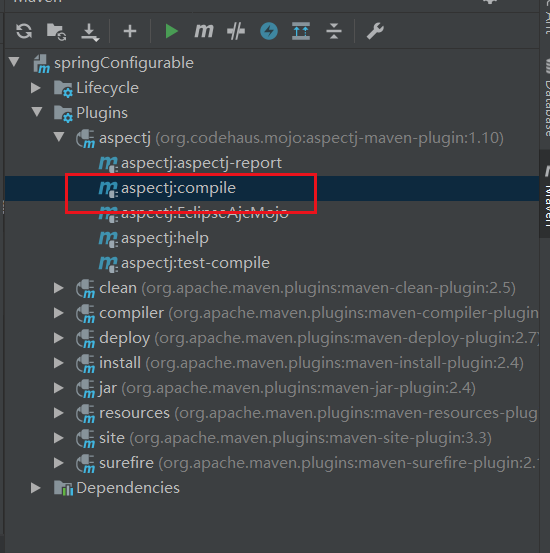 Maven
springConfigurable
Lifecycle
Plugins
aspectj (org.codehaus.mojo:aspectj-maven-plugin:1.10)
aspectj:aspectj-report
aspectj:compile
aspectj:EclipseAjcMojo
aspectj:help
aspectj:test-compile
clean (org.apache.maven.plugins:maven-clean-plugin:2.5)
compiler (org.apache.maven.plugins:maven-compiler-plugin
deploy (org.apache.maven.plugins:maven-deploy-plugin:2.7)
install (org.apache.maven.plugins:maven-install-plugin:2.4)
jar (org.apache.maven.plugins:maven-jar-plugin:2.4)
resources (org.apache.maven.plugins:maven-resources-plug
site (org.apache.maven.plugins:maven-site-plugin:3.3)
surefire (org.apache.maven.plugins:maven-surefire-plugin:2.1
Dependencies
Database
Maven